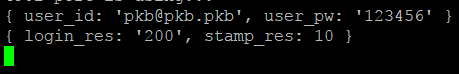 { user_id: 'pkb@pkb.pkb', user_pw: '123456' }
{ login_res: '200', stamp_res: 10 }